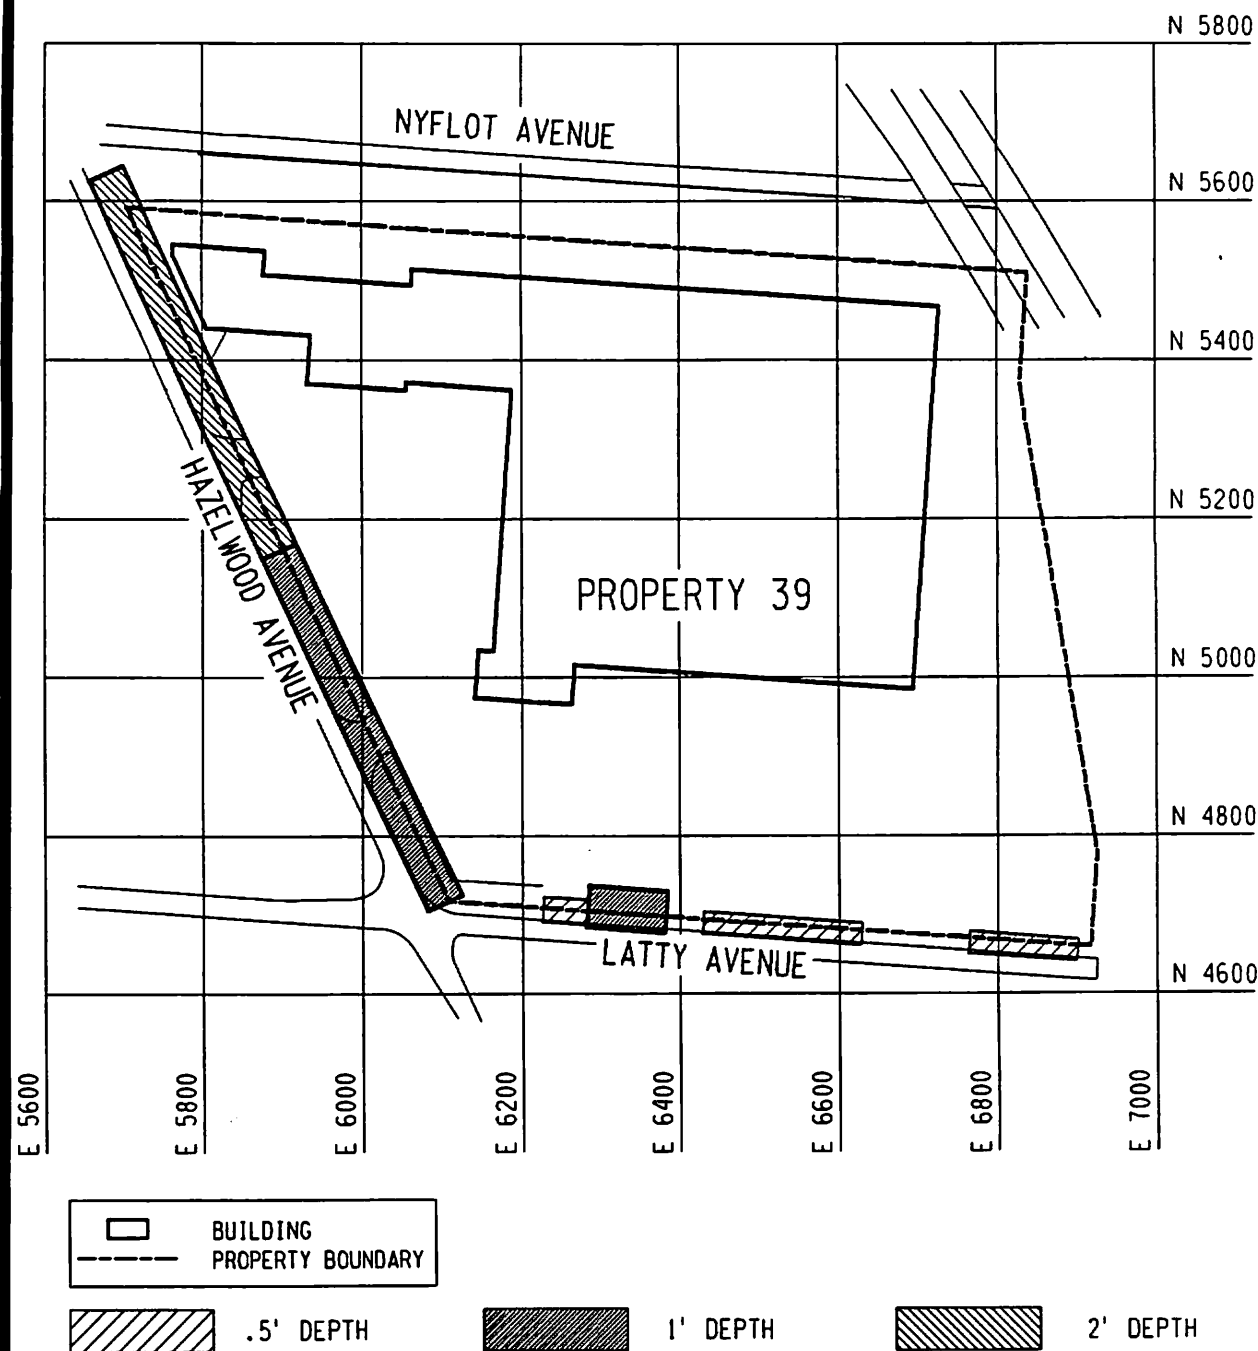 N 5800
NYFLOT AVENUE
N 5600
N 5400
HAZELWOOD AVENUE
N 5200
PROPERTY 39
N 5000
N 4800
LATTY AVENUE
N 4600
E 5600
E 5800
E 6000
E 6200
E 6400
E 6600
E 6800
E 7000
BUILDING
PROPERTY BOUNDARY
.5' DEPTH
1' DEPTH
2' DEPTH